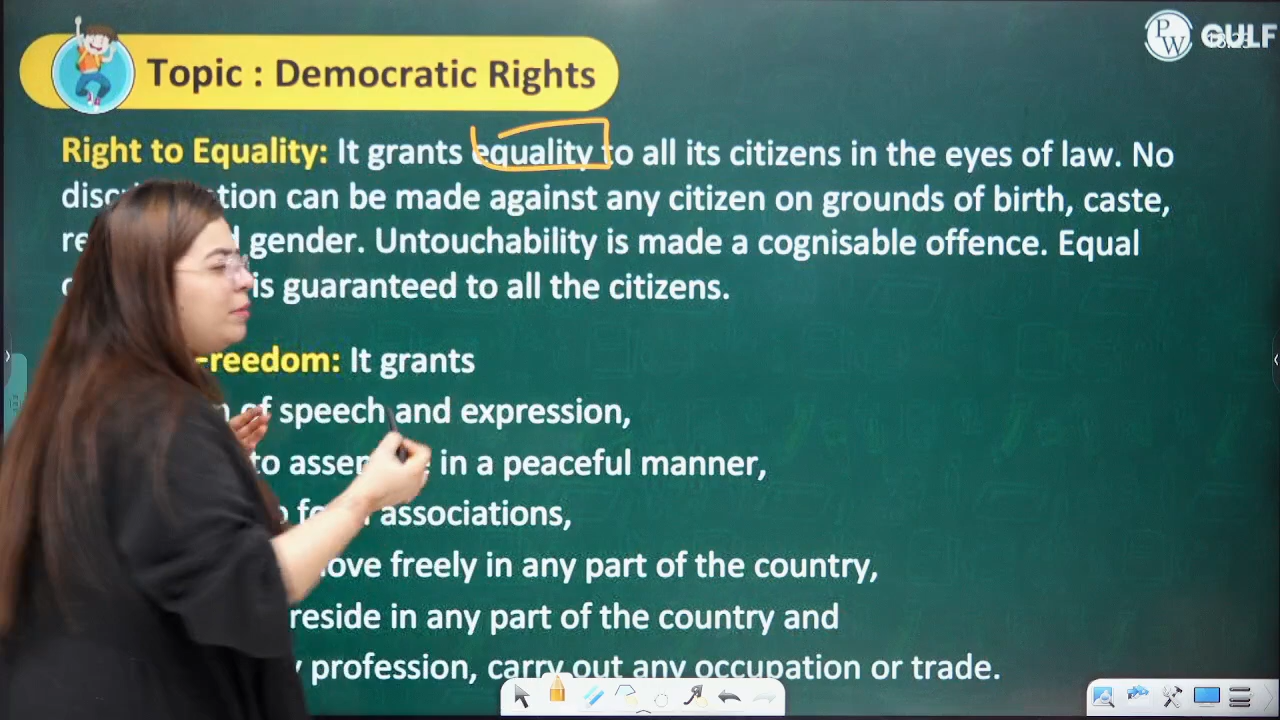 PW GULF
Topic : Democratic Rights
Right to Equality: It grants equality to all its citizens in the eyes of law. No
can be made against any citizen on grounds of birth, caste,
gender. Untouchability is made a cognisable offence. Equal
is guaranteed to all the citizens.
It grants
of speech and expression,
to in a peaceful manner,
associations,
freely in any part of the country,
reside in any part of the country and
profession, carry out any occupation or trade.